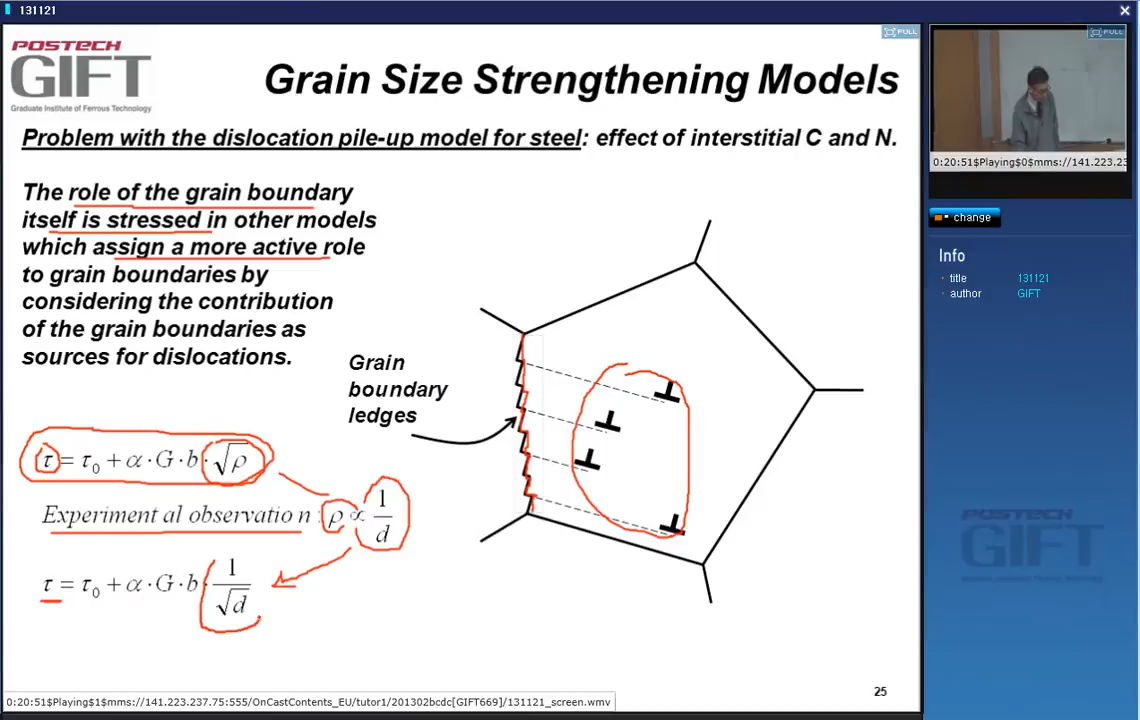 131121
POSTECH
GIFT
Graduate Institute of Ferrous Technology
Grain Size Strengthening Models
FULL
Problem with the dislocation pile-up model for steel: effect of interstitial C and N.
The role of the grain boundary
itself is stressed in other models
which assign a more active role
to grain boundaries by
considering the contribution
of the grain boundaries as
sources for dislocations.
Grain
boundary
ledges
τ = τ₀ + α · G · b · √ρ
Experiment al observatio n : ρ ∝ 1/d
τ = τ₀ + α · G · b · 1/√d
25
0:20:51$Playing$1$mms://141.223.237.75:555/OnCastContents_EU/tutor1/201302bcdc[GIFT669]/131121_screen.wmv
FULL
0:20:51$Playing$0$mms://141.223.23
change
Info
title 131121
author GIFT
POSTECH
GIFT